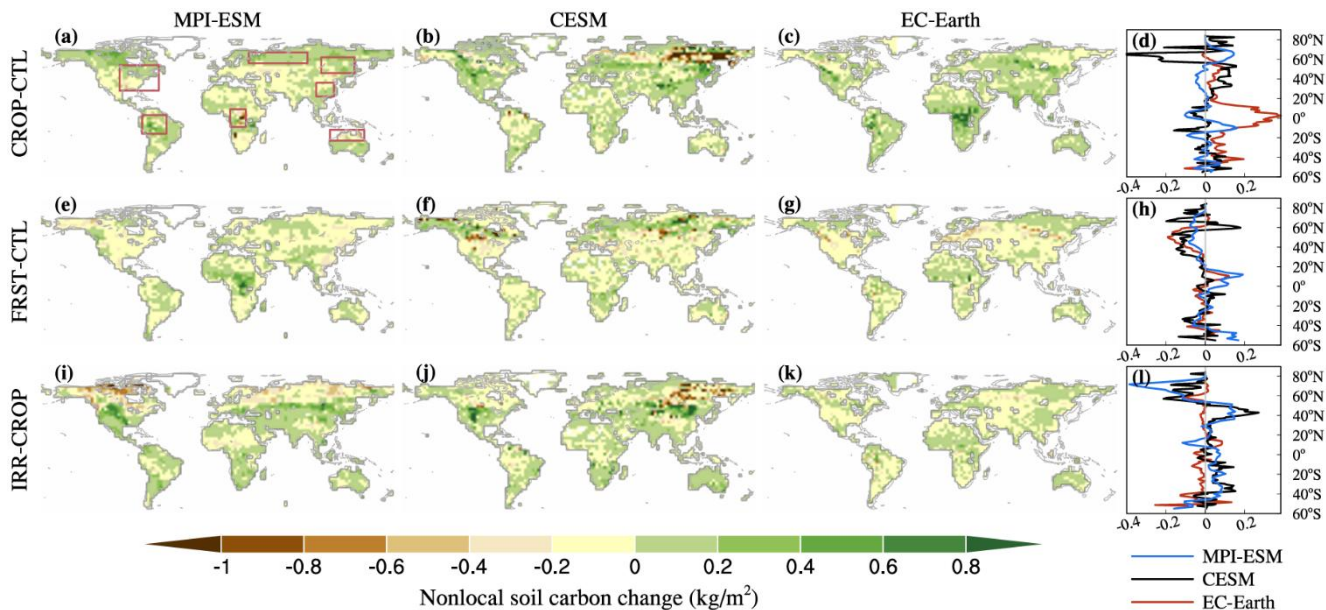 MPI-ESM CESM EC-Earth
CROP-CTL
(a) (b) (c) (d)
80°N
60°N
40°N
20°N
0°
20°S
40°S
60°S
-0.4 -0.2 0 0.2
FRST-CTL
(e) (f) (g) (h)
80°N
60°N
40°N
20°N
0°
20°S
40°S
60°S
-0.4 -0.2 0 0.2
IRR-CROP
(i) (j) (k) (l)
80°N
60°N
40°N
20°N
0°
20°S
40°S
60°S
-0.4 -0.2 0 0.2
-1 -0.8 -0.6 -0.4 -0.2 0 0.2 0.4 0.6 0.8
Nonlocal soil carbon change (kg/m²)
MPI-ESM
CESM
EC-Earth